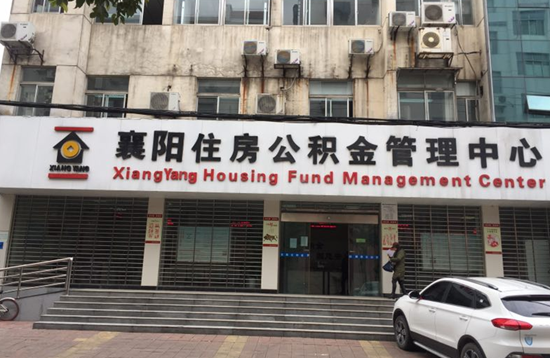 襄阳住房公积金管理中心
XIANG YANG
XiangYang Housing Fund Management Center